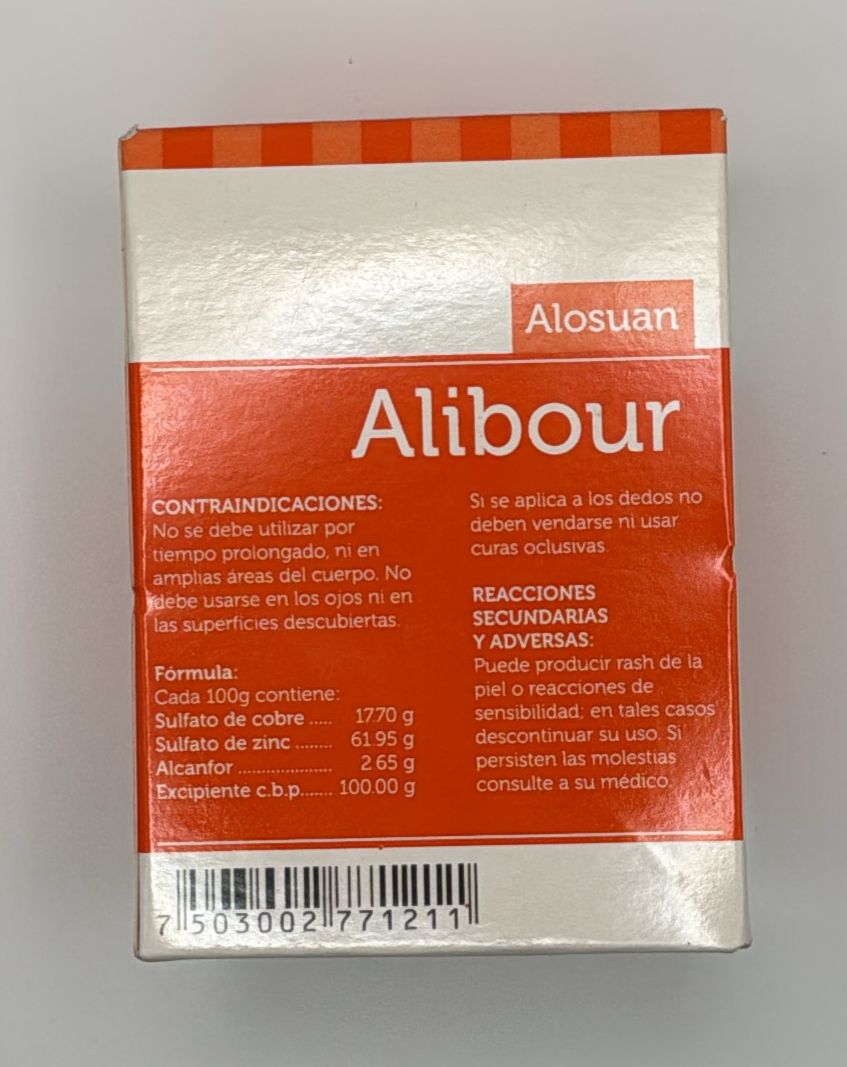 Alosuan
Alibour
CONTRAINDICACIONES:
No se debe utilizar por
tiempo prolongado, ni en
amplias áreas del cuerpo. No
debe usarse en los ojos ni en
las superficies descubiertas.
Fórmula:
Cada 100g contiene:
Sulfato de cobre ..... 17.70 g
Sulfato de zinc ........ 61.95 g
Alcanfor .................... 2.65 g
Excipiente c.b.p....... 100.00 g
Si se aplica a los dedos no
deben vendarse ni usar
curas oclusivas.
REACCIONES
SECUNDARIAS
Y ADVERSAS:
Puede producir rash de la
piel o reacciones de
sensibilidad; en tales casos
descontinuar su uso. Si
persisten las molestias
consulte a su médico.
7 503002 771211